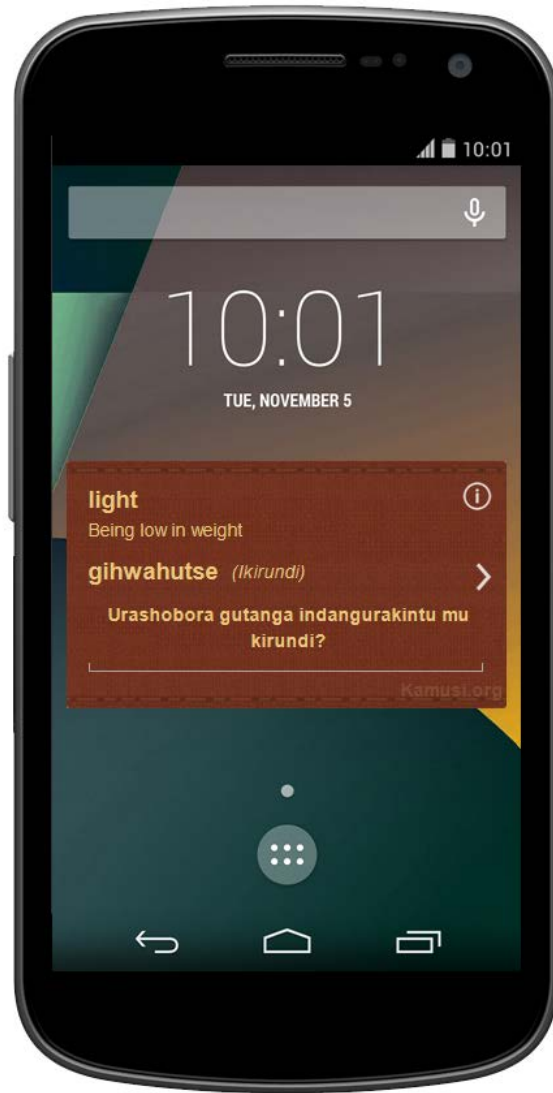 10:01
10:01
TUE, NOVEMBER 5
light
Being low in weight
gihwahutse (Ikirundi)
Urashobora gutanga indangurakintu mu
kirundi?
Kamusi.org